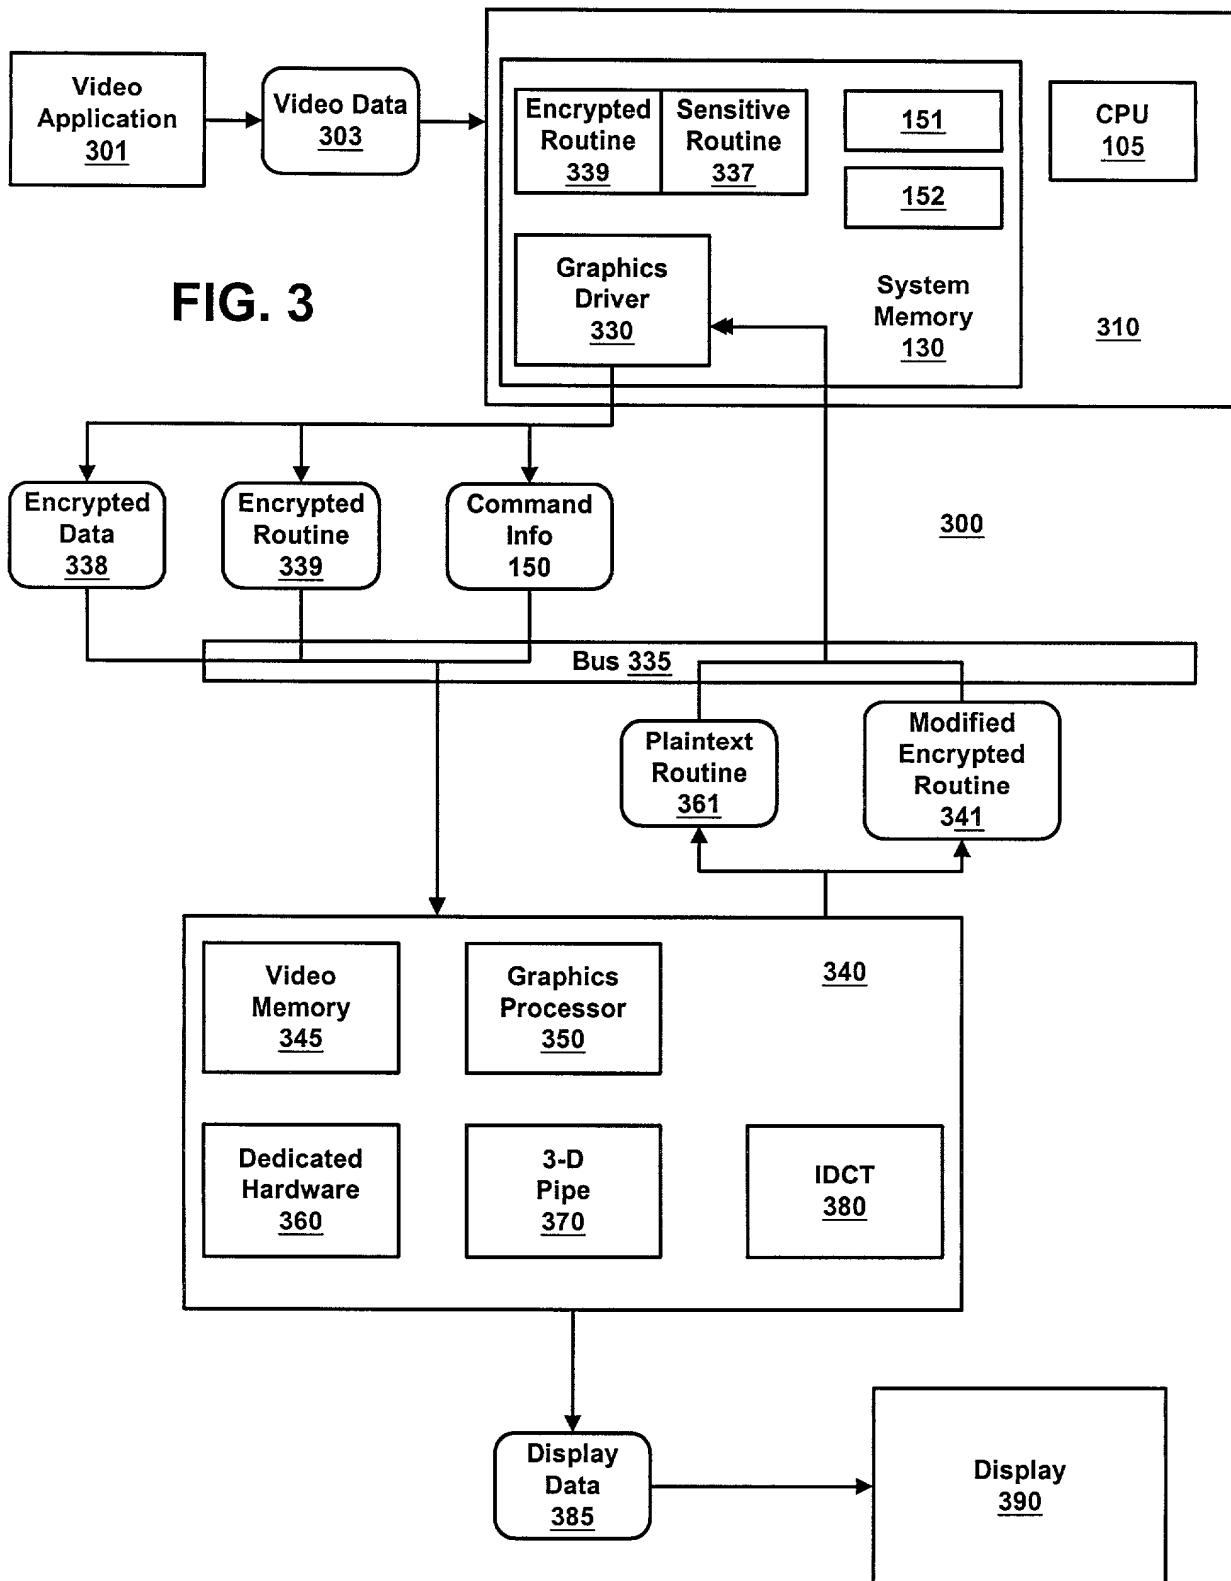 Video
Application
301
Video Data
303
Encrypted
Routine
339
Sensitive
Routine
337
151
152
CPU
105
Graphics
Driver
330
System
Memory
130
310
FIG. 3
Encrypted
Data
338
Encrypted
Routine
339
Command
Info
150
300
Bus 335
Plaintext
Routine
361
Modified
Encrypted
Routine
341
Video
Memory
345
Graphics
Processor
350
340
Dedicated
Hardware
360
3-D
Pipe
370
IDCT
380
Display
Data
385
Display
390